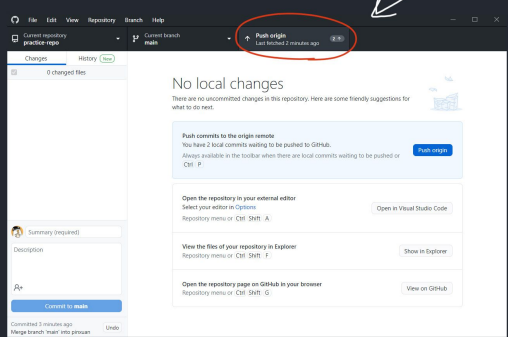 File Edit View Repository Branch Help
Current repository
practice-repo
Current branch
main
Push origin
Last fetched 2 minutes ago
2
Changes
History New
0 changed files
No local changes
There are no uncommitted changes in this repository. Here are some friendly suggestions for
what to do next.
Push commits to the origin remote
You have 2 local commits waiting to be pushed to GitHub.
Always available in the toolbar when there are local commits waiting to be pushed or
Ctrl P
Push origin
Open the repository in your external editor
Select your editor in Options
Repository menu or Ctrl Shift A
Open in Visual Studio Code
View the files of your repository in Explorer
Repository menu or Ctrl Shift F
Show in Explorer
Open the repository page on GitHub in your browser
Repository menu or Ctrl Shift G
View on GitHub
Summary (required)
Description
Commit to main
Committed 3 minutes ago
Merge branch 'main' into pinxuan
Undo